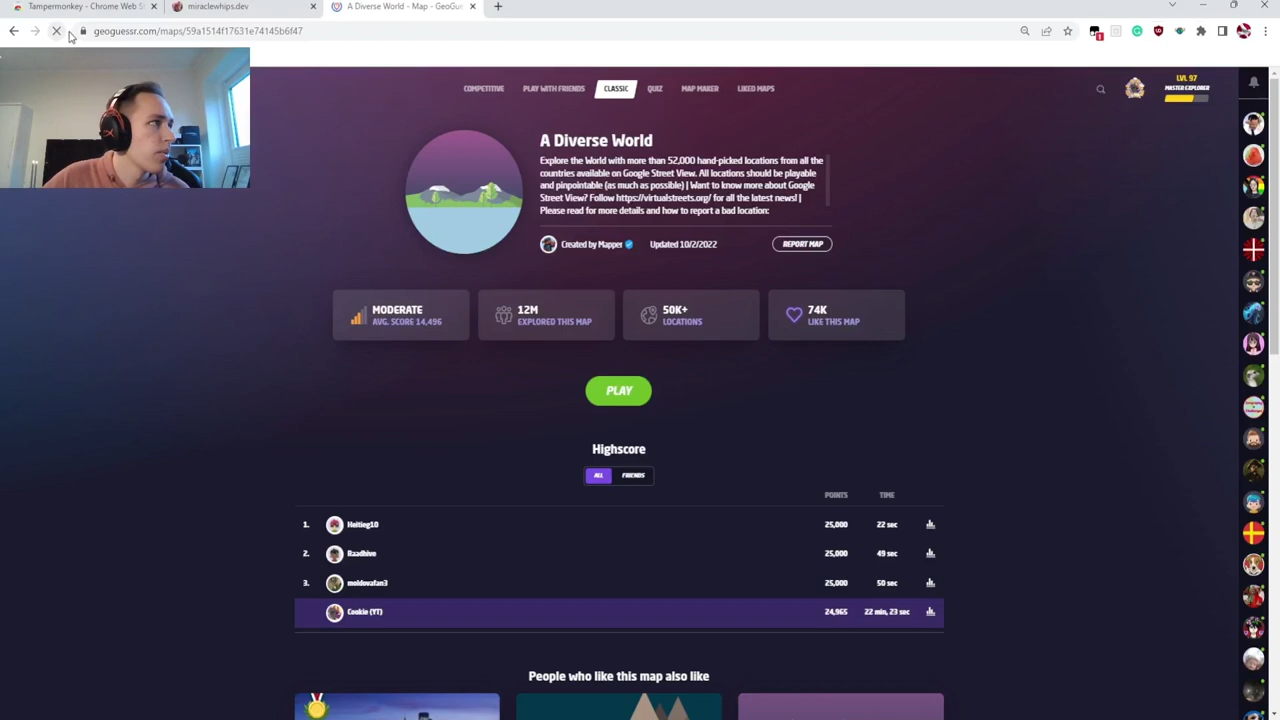 Tampermonkey - Chrome Web S
miraclewhips.dev
A Diverse World - Map - GeoGue
geoguessr.com/maps/59a1514f17631e74145b6f47
COMPETITIVE
PLAY WITH FRIENDS
CLASSIC
QUIZ
MAP MAKER
LIKED MAPS
LVL 97
MASTER EXPLORER
A Diverse World
Explore the World with more than 52,000 hand-picked locations from all the
countries available on Google Street View. All locations should be playable
and pinpointable (as much as possible) | Want to know more about Google
Street View? Follow https://virtualstreets.org/ for all the latest news! |
Please read for more details and how to report a bad location:
Created by Mapper
Updated 10/2/2022
REPORT MAP
MODERATE
AVG. SCORE 14,496
12M
EXPLORED THIS MAP
50K+
LOCATIONS
74K
LIKE THIS MAP
PLAY
Highscore
ALL
FRIENDS
POINTS
TIME
1. Heitieg10 25,000 22 sec
2. Raadhive 25,000 49 sec
3. moldovafan3 25,000 50 sec
Cookie (YT) 24,965 22 min, 23 sec
People who like this map also like